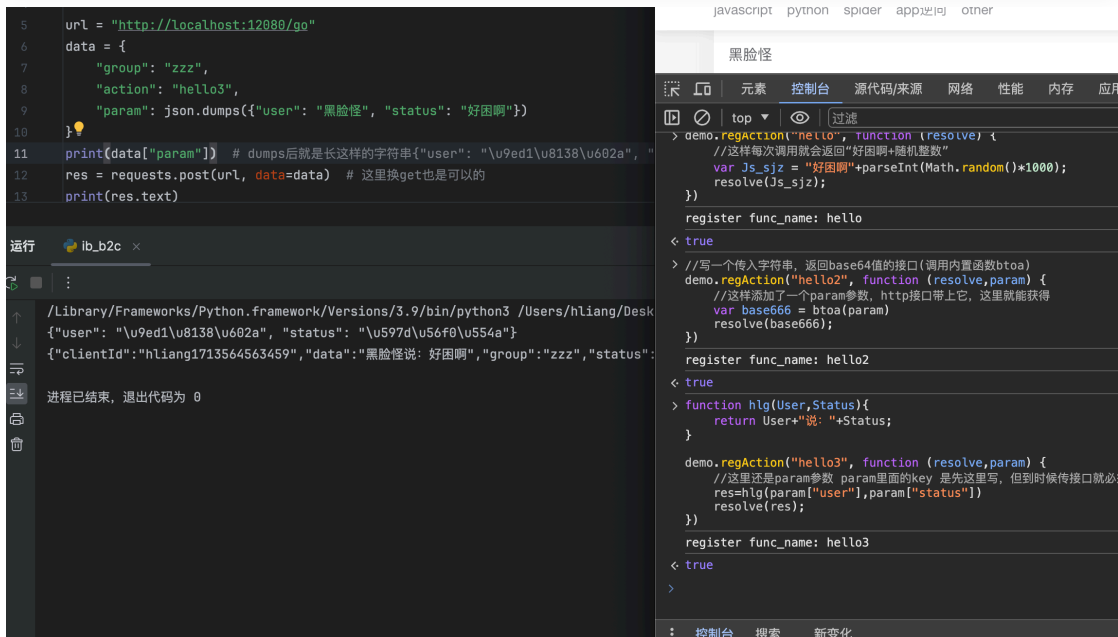 5 url = "http://localhost:12080/go"
6 data = {
7 "group": "zzz",
8 "action": "hello3",
9 "param": json.dumps({"user": "黑脸怪", "status": "好困啊"})
10 }
11 print(data["param"]) # dumps后就是长这样的字符串{"user": "\u9ed1\u8138\u602a", "
12 res = requests.post(url, data=data) # 这里换get也是可以的
13 print(res.text)
运行 ib_b2c ×
/Library/Frameworks/Python.framework/Versions/3.9/bin/python3 /Users/hliang/Desk
{"user": "\u9ed1\u8138\u602a", "status": "\u597d\u56f0\u554a"}
{"clientId":"hliang1713564563459","data":"黑脸怪说：好困啊","group":"zzz","status":
进程已结束，退出代码为 0
javascript python spider app逆向 other
黑脸怪
元素 控制台 源代码/来源 网络 性能 内存 应用
top ▼ 过滤
> demo.regAction("hello", function (resolve) {
//这样每次调用就会返回“好困啊+随机整数”
var Js_sjz = "好困啊"+parseInt(Math.random()*1000);
resolve(Js_sjz);
})
register func_name: hello
true
> //写一个传入字符串，返回base64值的接口(调用内置函数btoa)
demo.regAction("hello2", function (resolve,param) {
//这样添加了一个param参数，http接口带上它，这里就能获得
var base666 = btoa(param)
resolve(base666);
})
register func_name: hello2
true
> function hlg(User,Status){
return User+"说："+Status;
}
demo.regAction("hello3", function (resolve,param) {
//这里还是param参数 param里面的key 是先这里写，但到时候传接口就必
res=hlg(param["user"],param["status"])
resolve(res);
})
register func_name: hello3
true
>
控制台 搜索 新变化